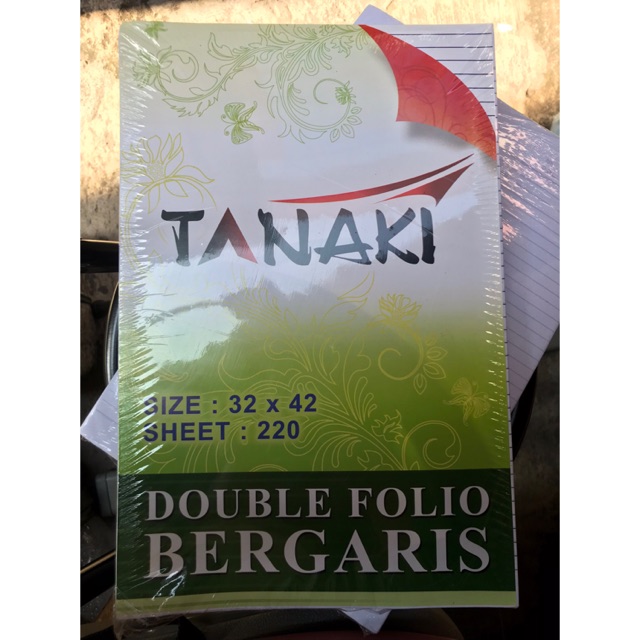 TANAKI
SIZE : 32 x 42
SHEET : 220
DOUBLE FOLIO
BERGARIS